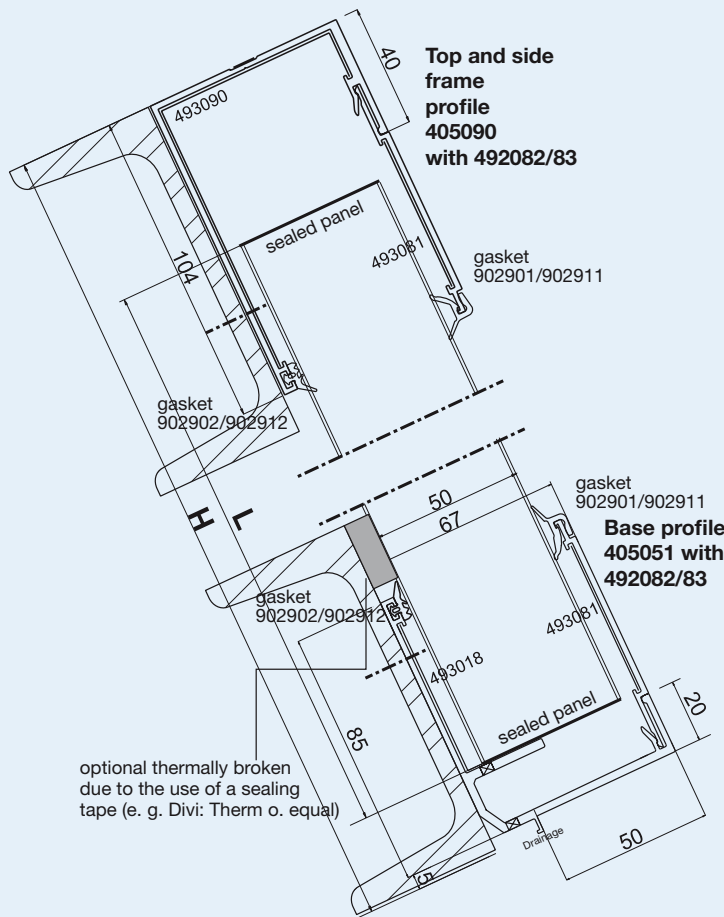 40
Top and side
frame
profile
405090
with 492082/83
493090
sealed panel
493081
gasket
902901/902911
104
gasket
902902/902912
H
L
50
67
gasket
902901/902911
Base profile
405051 with
492082/83
gasket
902902/902912
493081
493018
20
sealed panel
85
optional thermally broken
due to the use of a sealing
tape (e. g. Divi: Therm o. equal)
Drainage
50
5